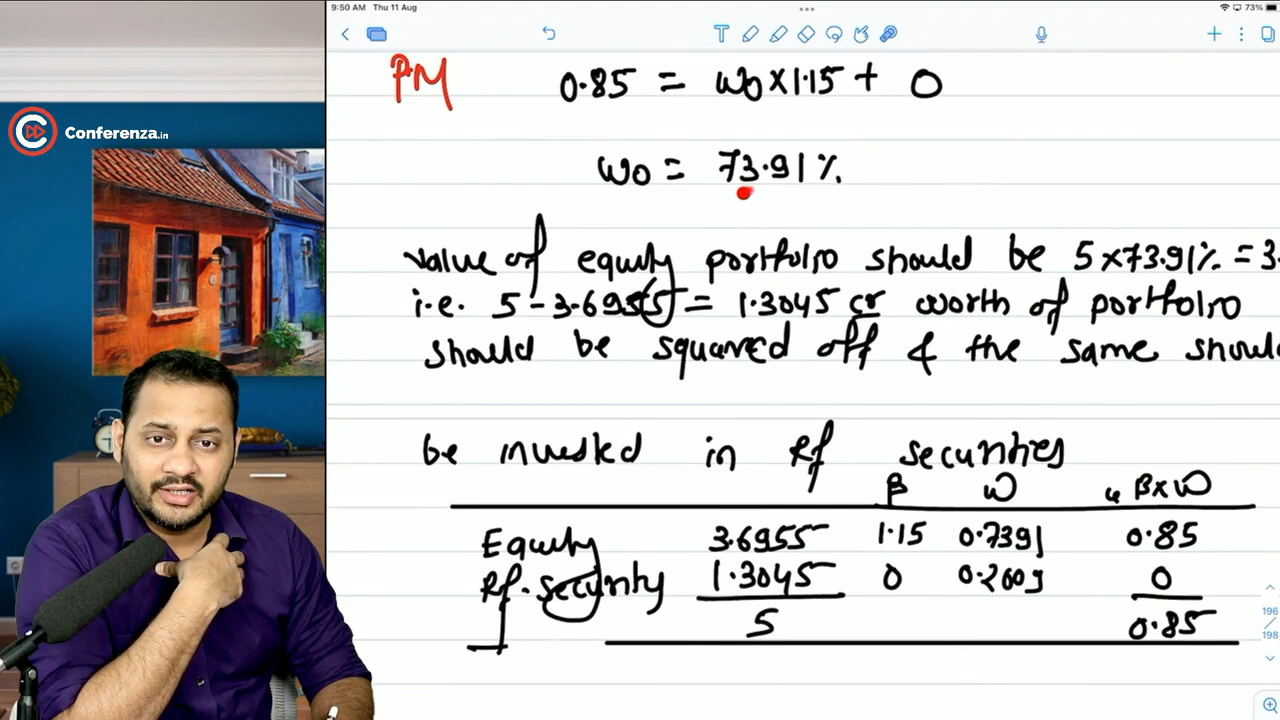 9:50 AM Thu 11 Aug
73%
Conferenza.in
PM
0.85 = W0 × 1.15 + 0
W0 = 73.91%
value of equity portfolio should be 5 × 73.91% = 3.
i.e. 5 - 3.6955 = 1.3045 cr worth of portfolio
should be squared off & the same shoul
be invested in Rf securities
β W β×W
Equity 3.6955 1.15 0.7391 0.85
Rf. security 1.3045 0 0.2609 0
5 0.85
196
198